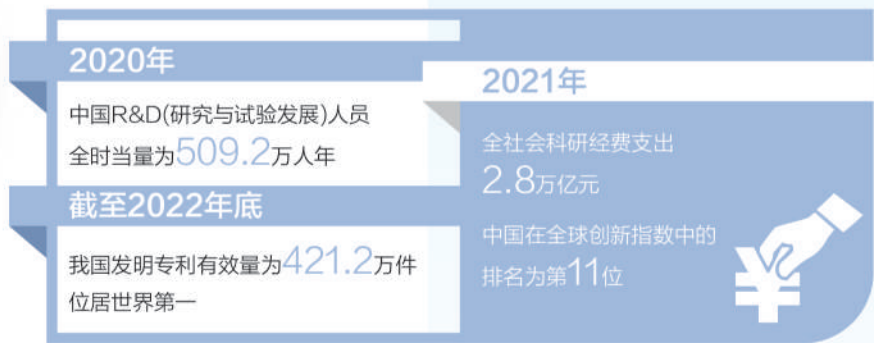 2020年
中国R&D(研究与试验发展)人员
全时当量为509.2万人年
截至2022年底
我国发明专利有效量为421.2万件
位居世界第一
2021年
全社会科研经费支出
2.8万亿元
中国在全球创新指数中的
排名为第11位